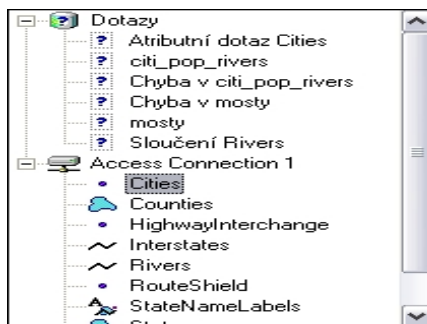 Dotazy
Atributní dotaz Cities
citi_pop_rivers
Chyba v citi_pop_rivers
Chyba v mosty
mosty
Sloučení Rivers
Access Connection 1
Cities
Counties
HighwayInterchange
Interstates
Rivers
RouteShield
StateNameLabels